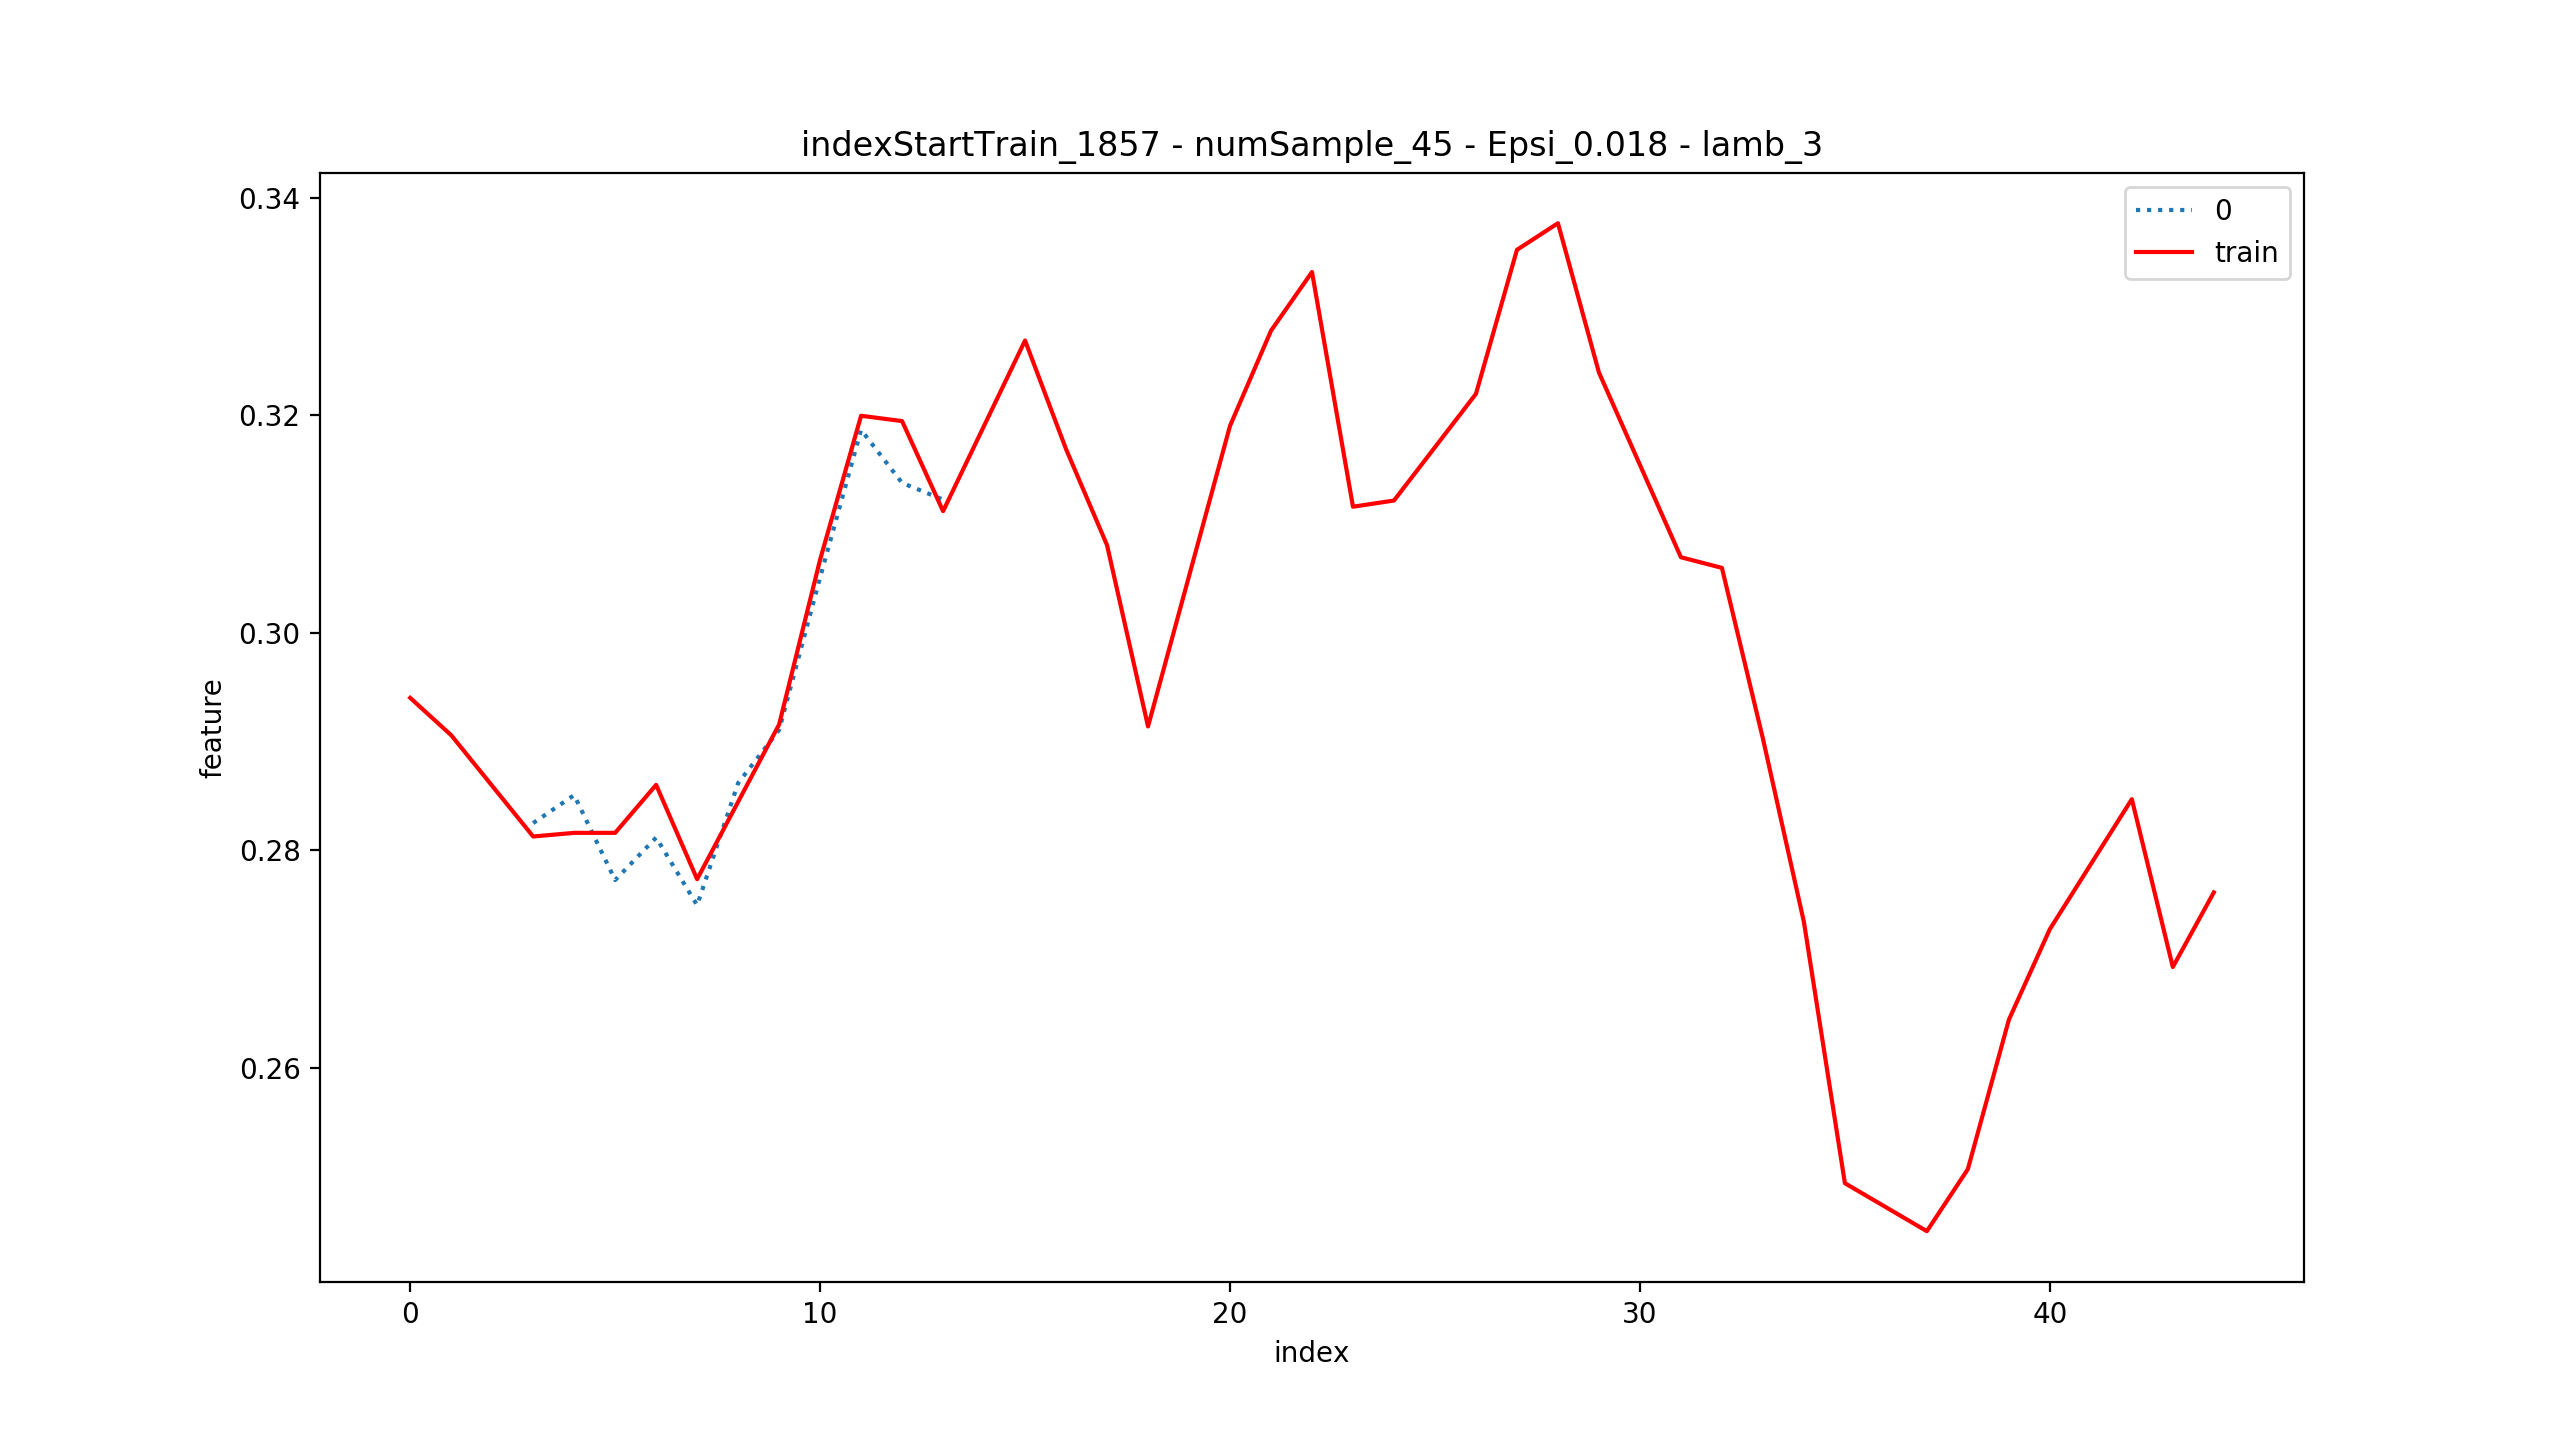 indexStartTrain_1857 - numSample_45 - Epsi_0.018 - lamb_3
0
train
0.34
0.32
0.30
0.28
0.26
feature
0 10 20 30 40
index